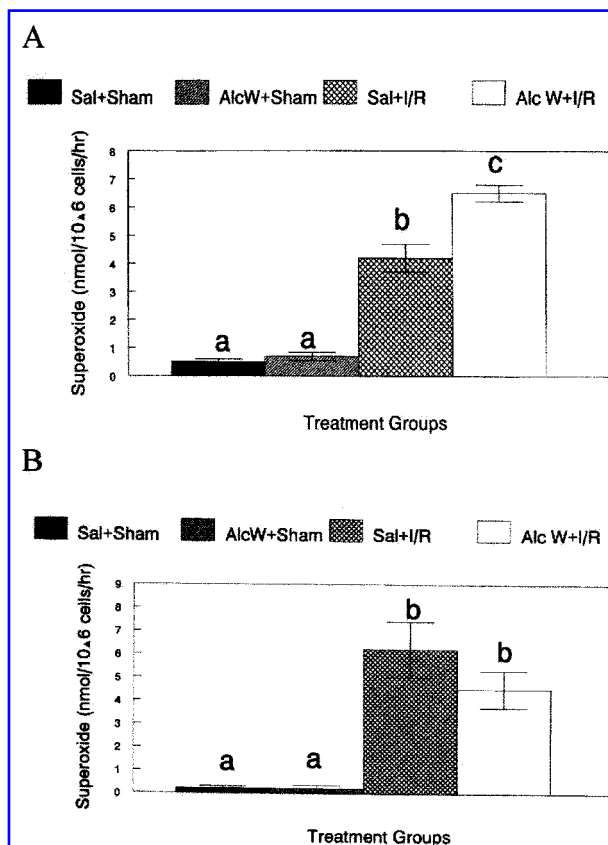 A
Sal+Sham AlcW+Sham Sal+I/R Alc W+I/R
Superoxide (nmol/10▲6 cells/hr)
8
7
6
5
4
3
2
1
0
a
a
b
c
Treatment Groups
B
Sal+Sham AlcW+Sham Sal+I/R Alc W+I/R
Superoxide (nmol/10▲6 cells/hr)
9
8
7
6
5
4
3
2
1
0
a
a
b
b
Treatment Groups